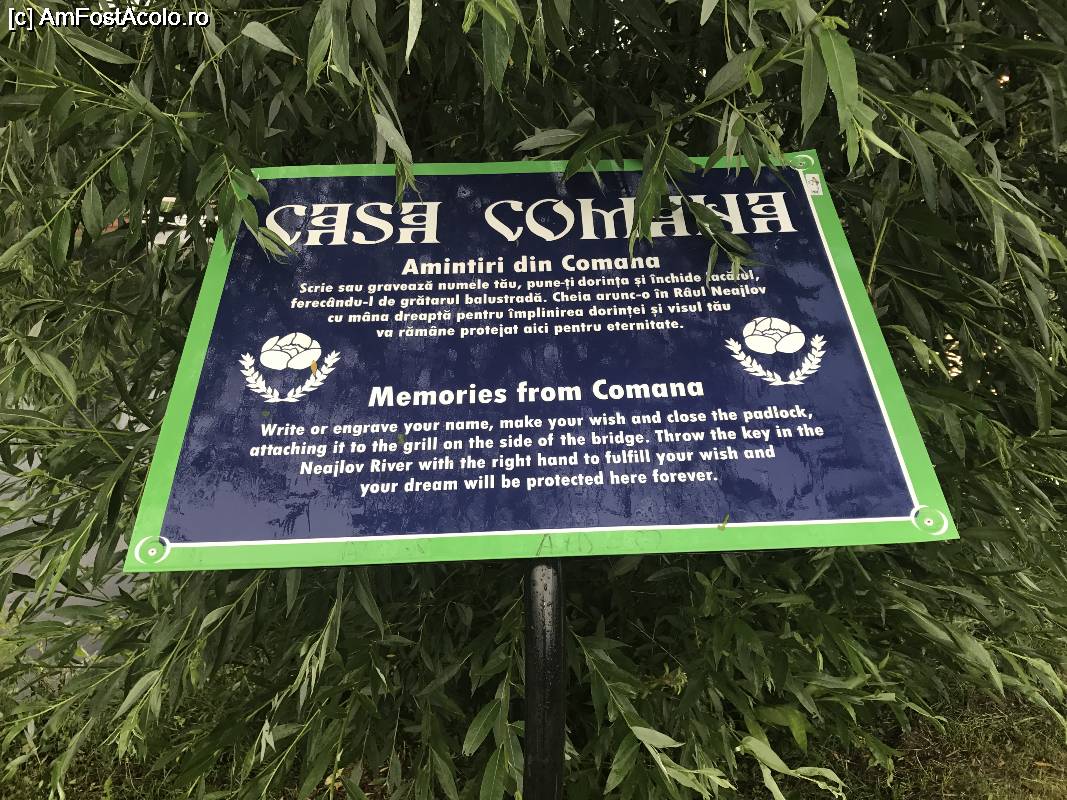 [c] AmFostAcolo.ro
CASA COMANA
Amintiri din Comana
Scrie sau gravează numele tău, pune-ți dorința și închide lacătul,
ferecându-l de grătarul balustradă. Cheia arunc-o în Râul Neajlov
cu mâna dreaptă pentru împlinirea dorinței și visul tău
va rămâne protejat aici pentru eternitate.
Memories from Comana
Write or engrave your name, make your wish and close the padlock,
attaching it to the grill on the side of the bridge. Throw the key in the
Neajlov River with the right hand to fulfill your wish and
your dream will be protected here forever.